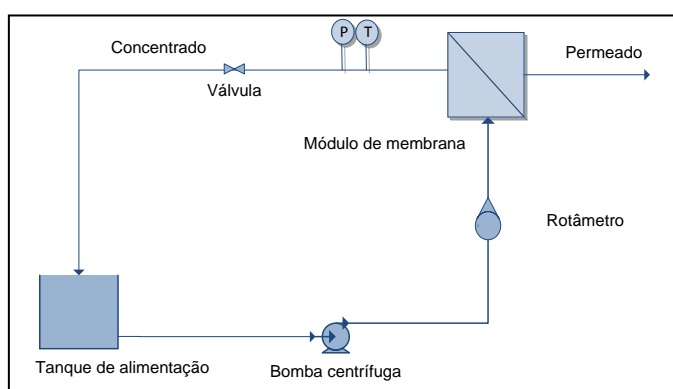 P T
Concentrado
Permeado
Válvula
Módulo de membrana
Rotâmetro
Tanque de alimentação
Bomba centrífuga